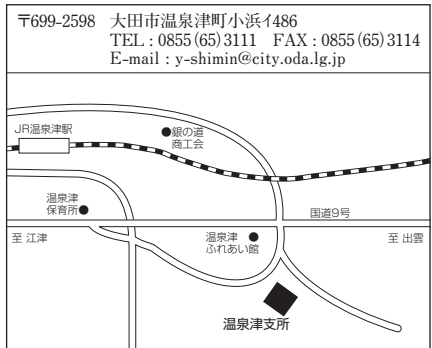 〒699-2598 大田市温泉津町小浜イ486
TEL：0855(65)3111 FAX：0855(65)3114
E-mail：y-shimin@city.oda.lg.jp
JR温泉津駅
銀の道
商工会
温泉津
保育所
国道9号
至 江津
温泉津
ふれあい館
至 出雲
温泉津支所